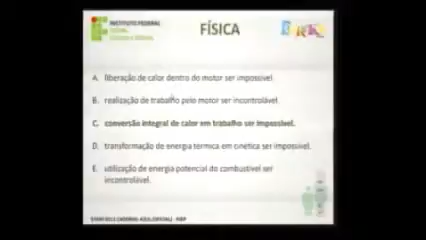 INSTITUTO FEDERAL
FÍSICA
A. liberação de calor dentro do motor ser impossível.
B. realização de trabalho pelo motor ser incontrolável.
C. conversão integral de calor em trabalho ser impossível.
D. transformação de energia térmica em cinética ser impossível.
E. utilização de energia potencial do combustível ser
incontrolável.